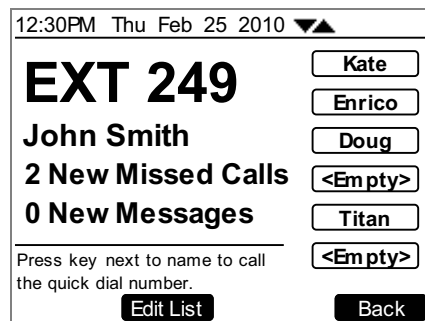 12:30PM Thu Feb 25 2010
EXT 249
John Smith
2 New Missed Calls
0 New Messages
Press key next to name to call
the quick dial number.
Kate
Enrico
Doug
<Empty>
Titan
<Empty>
Edit List
Back